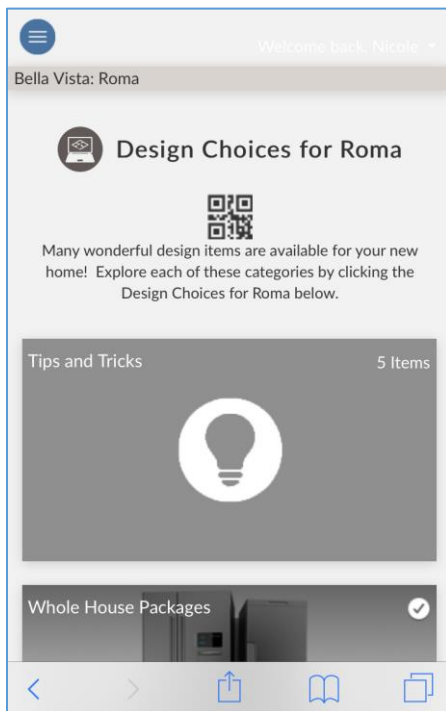 Welcome back, Nicole
Bella Vista: Roma
Design Choices for Roma
Many wonderful design items are available for your new
home! Explore each of these categories by clicking the
Design Choices for Roma below.
Tips and Tricks
5 Items
Whole House Packages